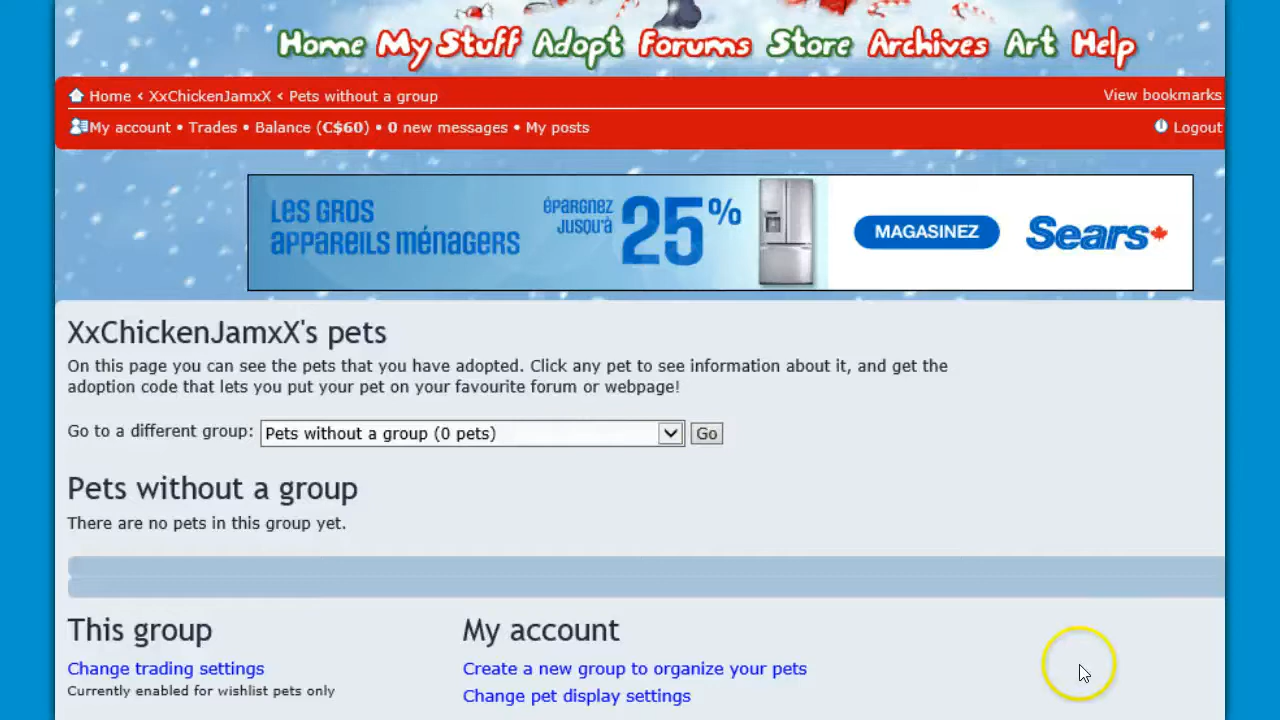 Home My Stuff Adopt Forums Store Archives Art Help
Home ‹ XxChickenJamxX ‹ Pets without a group
View bookmarks
My account • Trades • Balance (C$60) • 0 new messages • My posts
Logout
Les gros
appareils ménagers
épargnez
jusqu'à
25%
MAGASINEZ
Sears
XxChickenJamxX's pets
On this page you can see the pets that you have adopted. Click any pet to see information about it, and get the
adoption code that lets you put your pet on your favourite forum or webpage!
Go to a different group: Pets without a group (0 pets) Go
Pets without a group
There are no pets in this group yet.
This group
Change trading settings
Currently enabled for wishlist pets only
My account
Create a new group to organize your pets
Change pet display settings